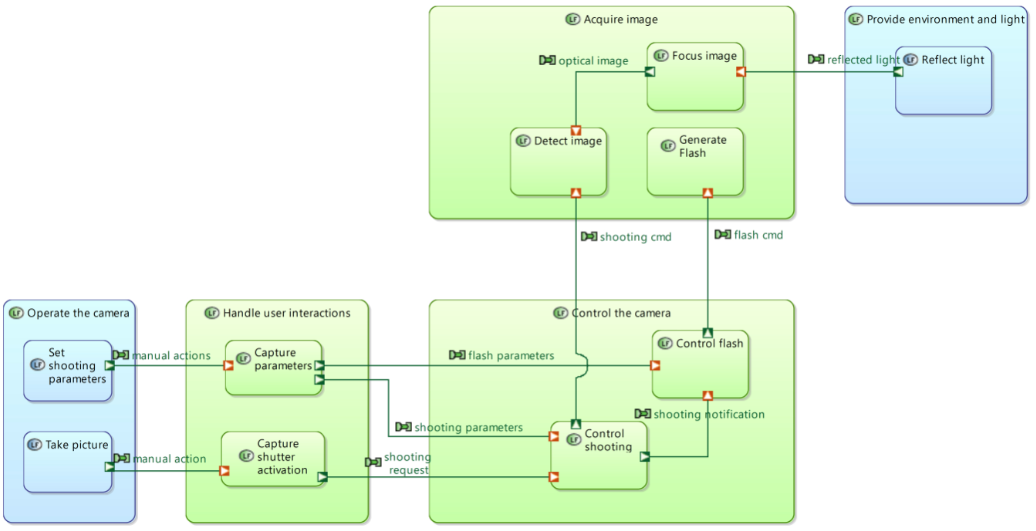 Acquire image
Provide environment and light
Focus image
optical image
reflected light
Reflect light
Detect image
Generate
Flash
shooting cmd
flash cmd
Operate the camera
Handle user interactions
Control the camera
Set
shooting
parameters
manual actions
Capture
parameters
flash parameters
Control flash
shooting parameters
shooting notification
Take picture
manual action
Capture
shutter
activation
shooting
request
Control
shooting